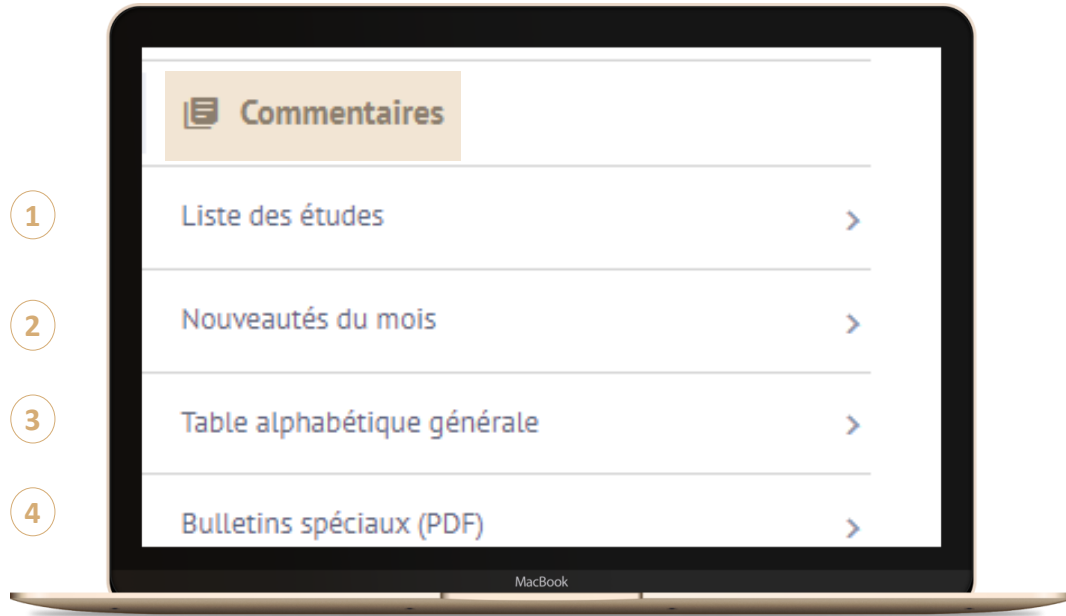 Commentaires
1
Liste des études
2
Nouveautés du mois
3
Table alphabétique générale
4
Bulletins spéciaux (PDF)
MacBook